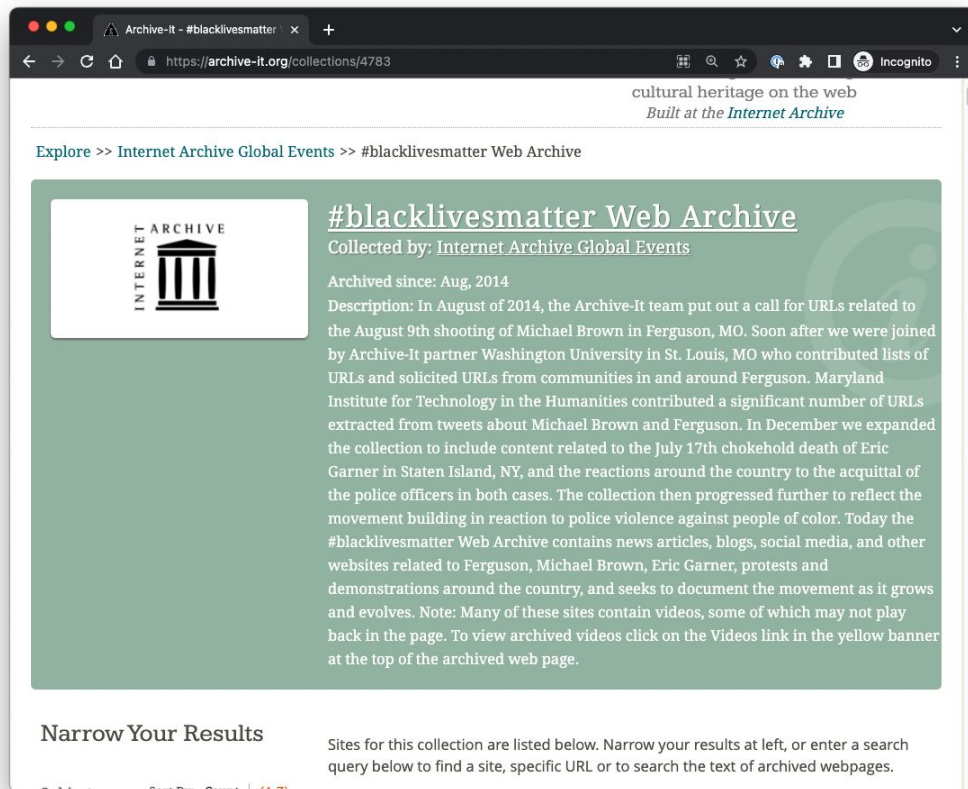 Archive-It - #blacklivesmatter
https://archive-it.org/collections/4783
Incognito
cultural heritage on the web
Built at the Internet Archive
Explore >> Internet Archive Global Events >> #blacklivesmatter Web Archive
INTERNET ARCHIVE
#blacklivesmatter Web Archive
Collected by: Internet Archive Global Events
Archived since: Aug, 2014
Description: In August of 2014, the Archive-It team put out a call for URLs related to
the August 9th shooting of Michael Brown in Ferguson, MO. Soon after we were joined
by Archive-It partner Washington University in St. Louis, MO who contributed lists of
URLs and solicited URLs from communities in and around Ferguson. Maryland
Institute for Technology in the Humanities contributed a significant number of URLs
extracted from tweets about Michael Brown and Ferguson. In December we expanded
the collection to include content related to the July 17th chokehold death of Eric
Garner in Staten Island, NY, and the reactions around the country to the acquittal of
the police officers in both cases. The collection then progressed further to reflect the
movement building in reaction to police violence against people of color. Today the
#blacklivesmatter Web Archive contains news articles, blogs, social media, and other
websites related to Ferguson, Michael Brown, Eric Garner, protests and
demonstrations around the country, and seeks to document the movement as it grows
and evolves. Note: Many of these sites contain videos, some of which may not play
back in the page. To view archived videos click on the Videos link in the yellow banner
at the top of the archived web page.
Narrow Your Results
Sites for this collection are listed below. Narrow your results at left, or enter a search
query below to find a site, specific URL or to search the text of archived webpages.